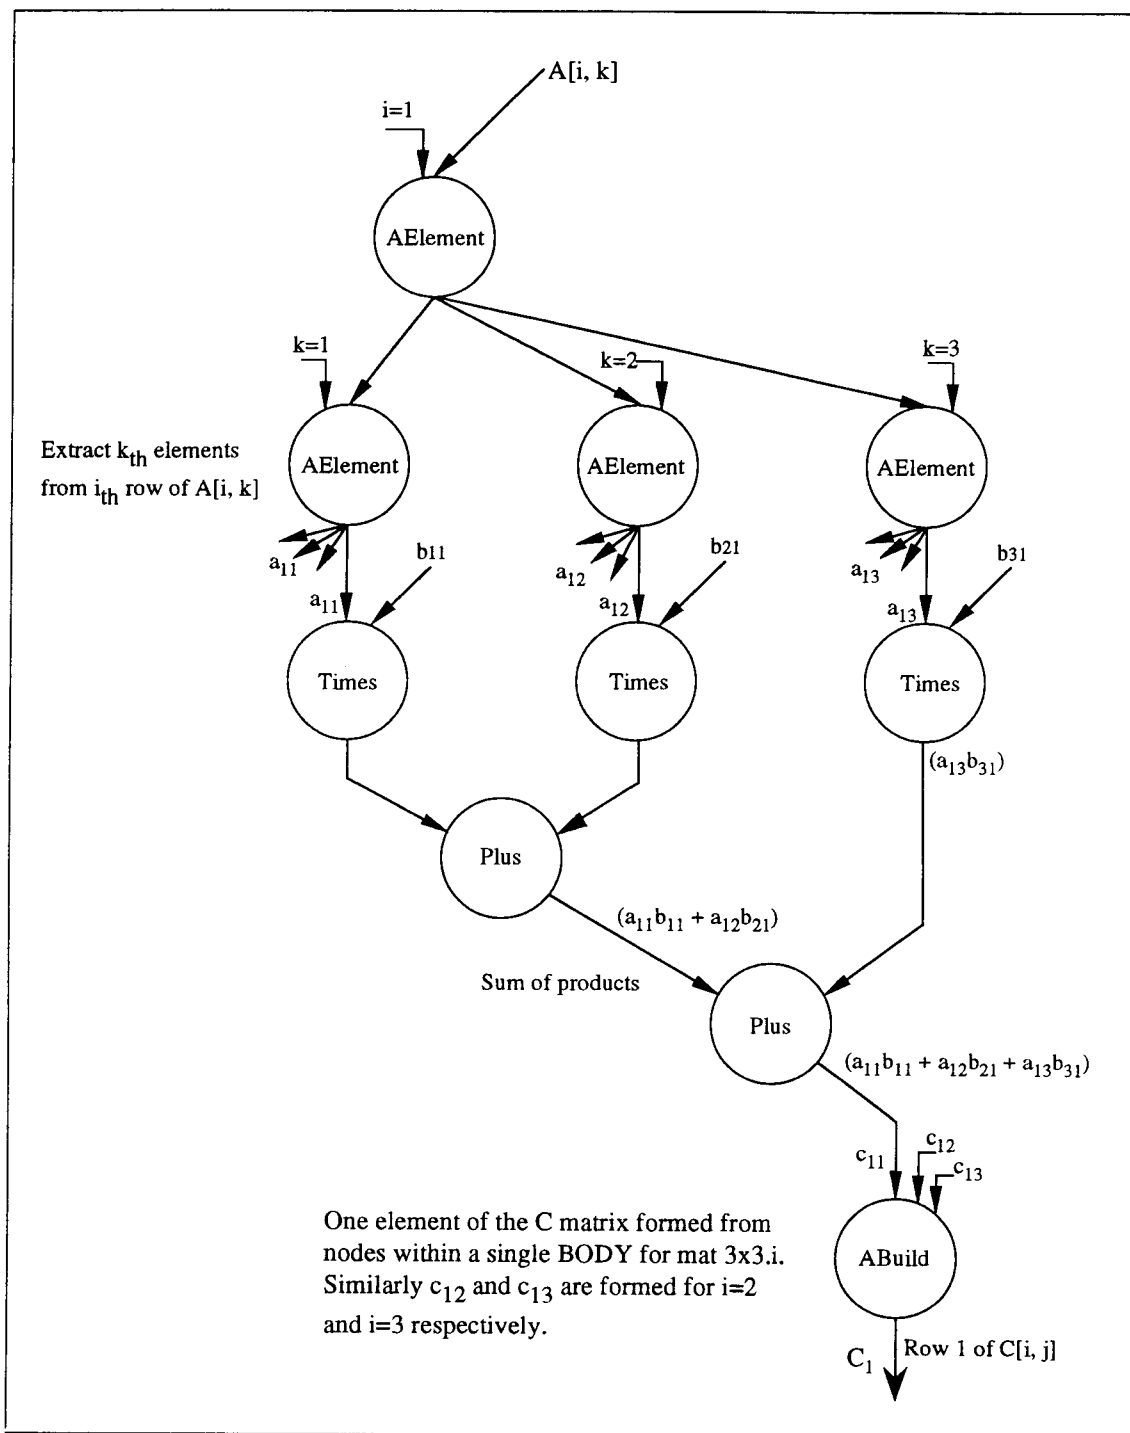 A[i, k]
i=1
AElement
k=1
k=2
k=3
Extract kth elements
from ith row of A[i, k]
AElement
AElement
AElement
a11
b11
a12
b21
a13
b31
a11
a12
a13
Times
Times
Times
(a13b31)
Plus
(a11b11 + a12b21)
Sum of products
Plus
(a11b11 + a12b21 + a13b31)
c11
c12
c13
One element of the C matrix formed from
nodes within a single BODY for mat 3x3.i.
Similarly c12 and c13 are formed for i=2
and i=3 respectively.
ABuild
C1
Row 1 of C[i, j]